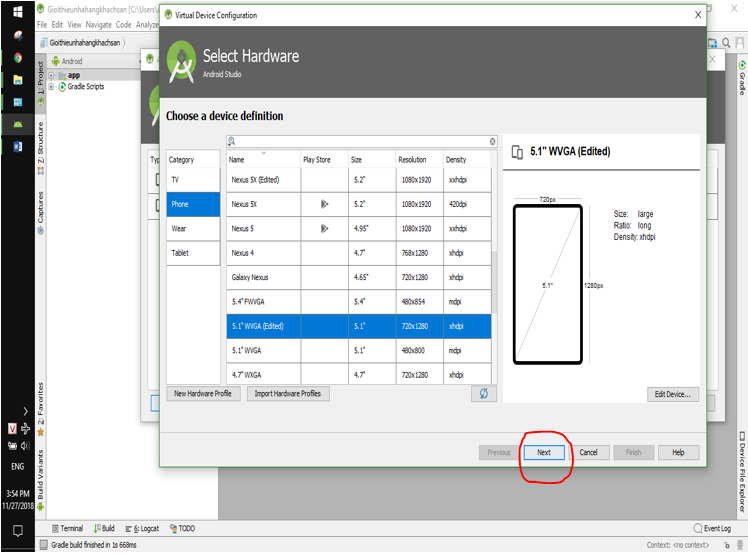 Gioithieunhahangkhachsan [C:\Users\
Virtual Device Configuration
File Edit View Navigate Code Analyze
Gioithieunhahangkhachsan
Select Hardware
Android Studio
Android
app
Gradle Scripts
1: Project
Z: Structure
Captures
2: Favorites
Build Variants
Gradle
Device File Explorer
Choose a device definition
Category
TV
Phone
Wear
Tablet
Name Play Store Size Resolution Density
Nexus 5X (Edited) 5.2" 1080x1920 xxhdpi
Nexus 5X 5.2" 1080x1920 420dpi
Nexus 5 4.95" 1080x1920 xxhdpi
Nexus 4 4.7" 768x1280 xhdpi
Galaxy Nexus 4.65" 720x1280 xhdpi
5.4" FWVGA 5.4" 480x854 mdpi
5.1" WVGA (Edited) 5.1" 720x1280 xhdpi
5.1" WVGA 5.1" 480x800 mdpi
4.7" WXGA 4.7" 720x1280 xhdpi
5.1" WVGA (Edited)
720px
5.1"
1280px
Size: large
Ratio: long
Density: xhdpi
New Hardware Profile Import Hardware Profiles
Edit Device...
Previous Next Cancel Finish Help
ENG
3:54 PM
11/27/2018
Terminal Build 6: Logcat TODO
Event Log
Gradle build finished in 1s 668ms
Context: <no context>